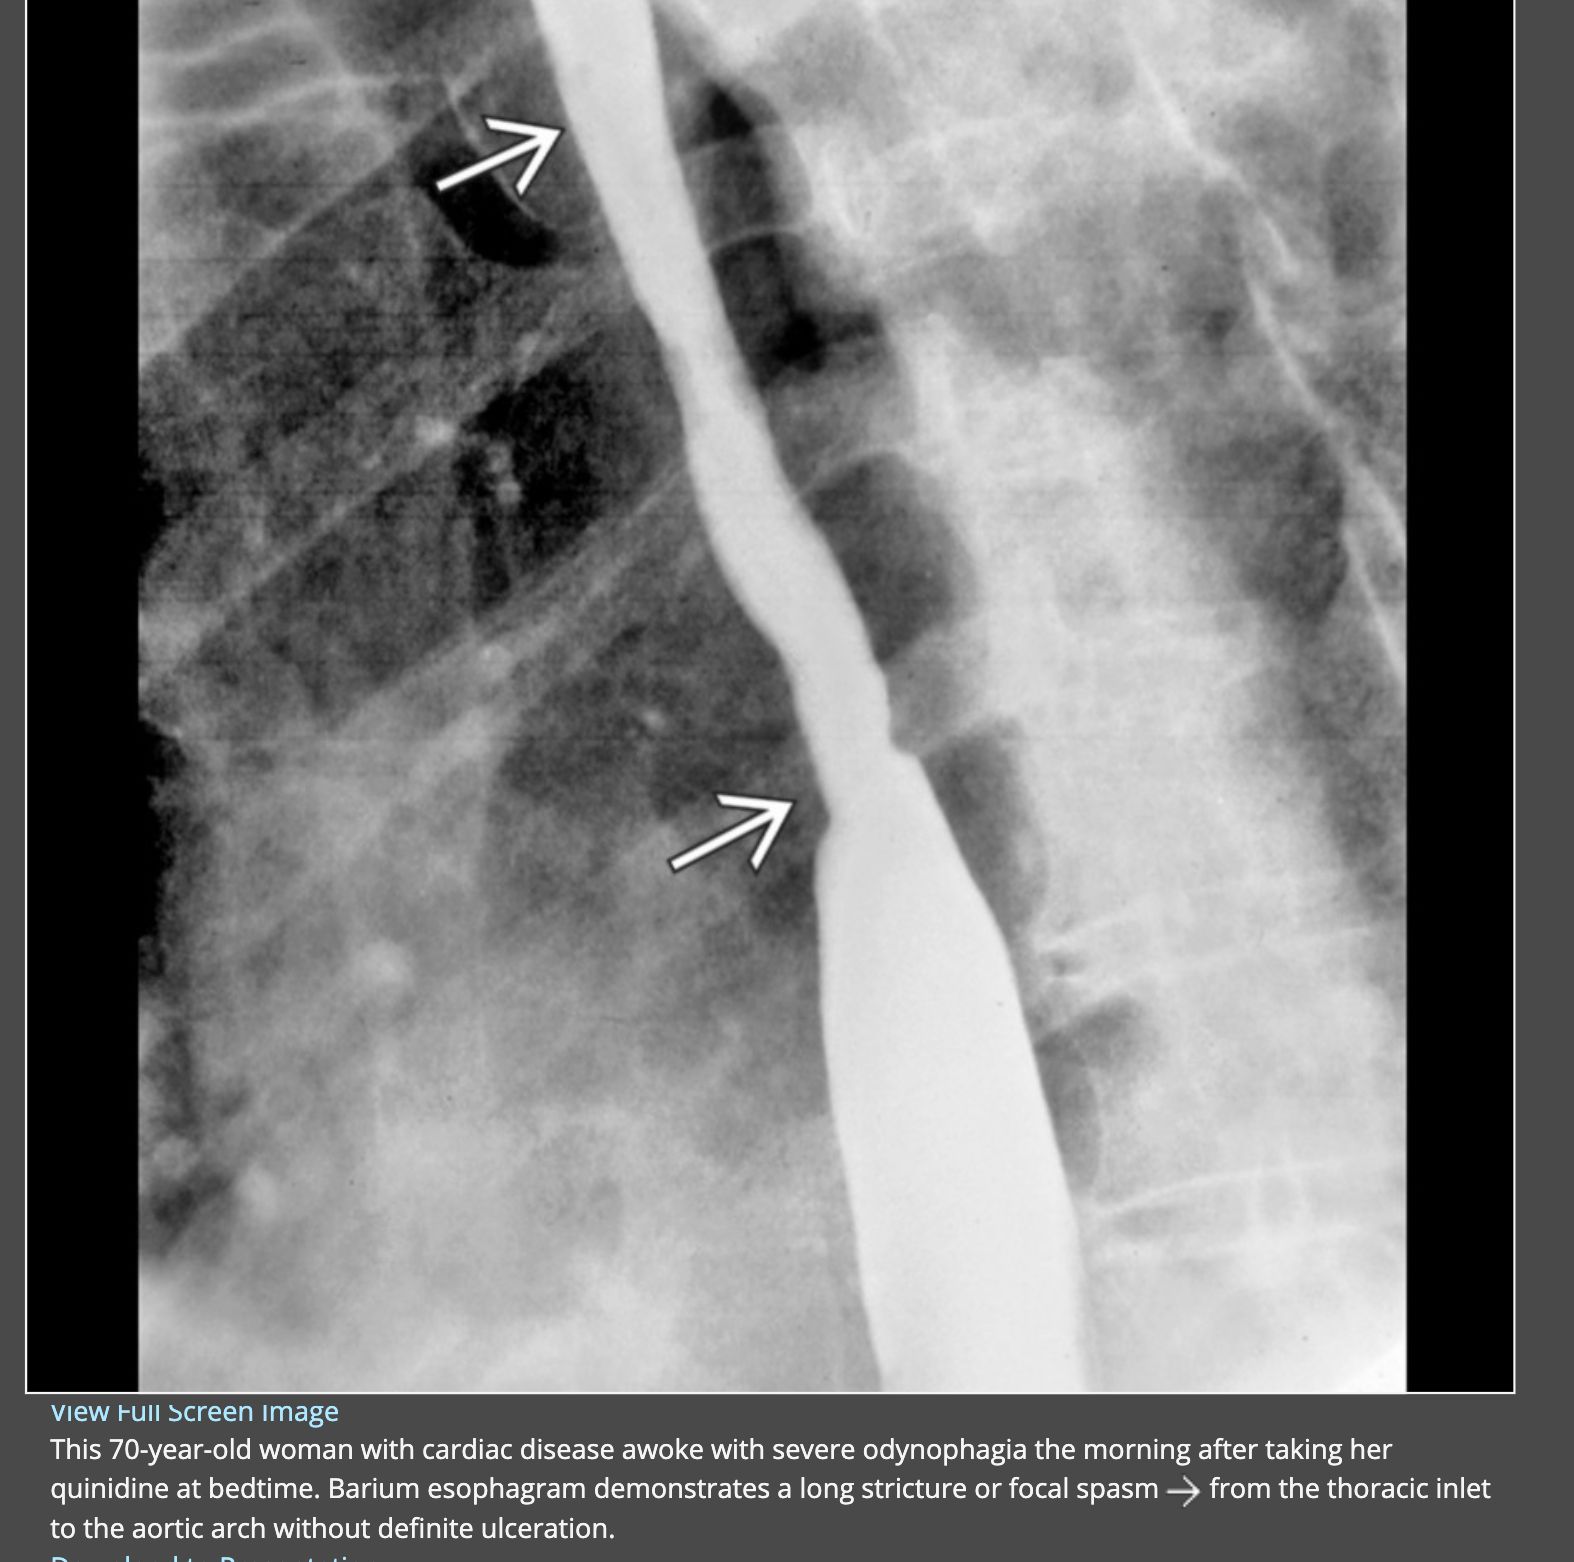 View Full Screen Image
This 70-year-old woman with cardiac disease awoke with severe odynophagia the morning after taking her
quinidine at bedtime. Barium esophagram demonstrates a long stricture or focal spasm → from the thoracic inlet
to the aortic arch without definite ulceration.